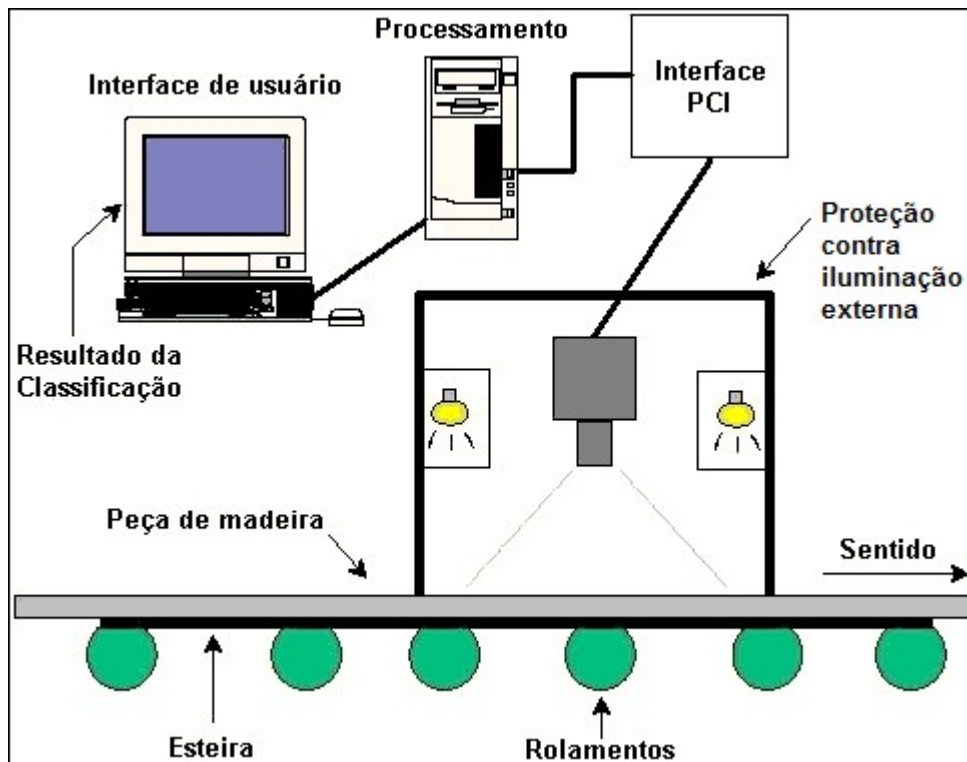 Processamento
Interface de usuário
Interface
PCI
Proteção
contra
iluminação
externa
Resultado da
Classificação
Peça de madeira
Sentido
Esteira
Rolamentos